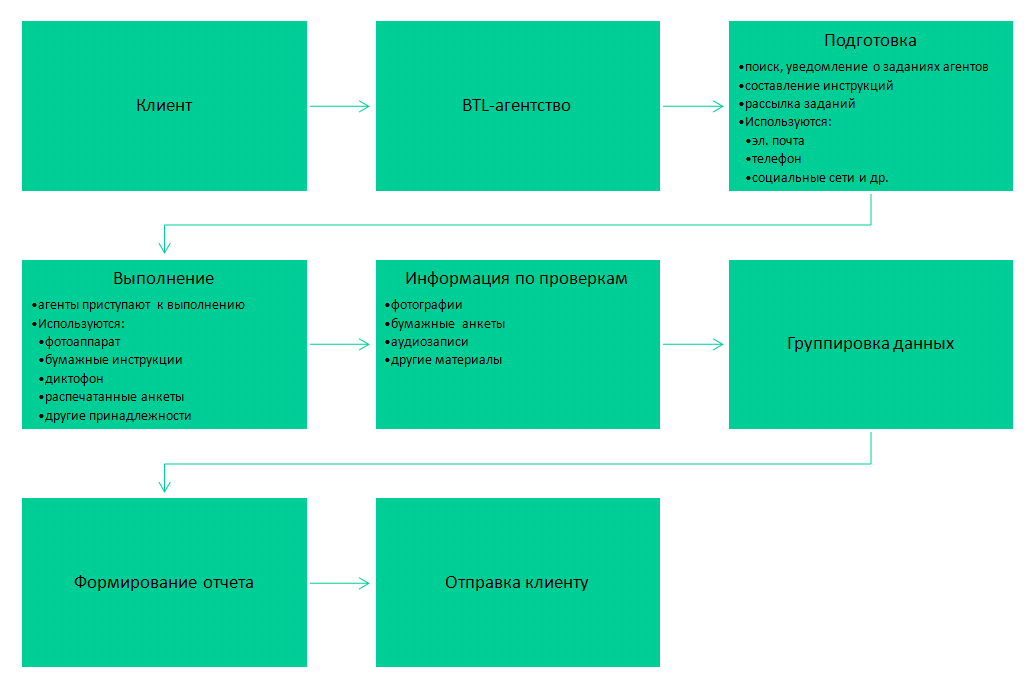 Клиент
BTL-агентство
Подготовка
•поиск, уведомление о заданиях агентов
•составление инструкций
•рассылка заданий
•Используются:
•эл. почта
•телефон
•социальные сети и др.
Выполнение
•агенты приступают к выполнению
•Используются:
•фотоаппарат
•бумажные инструкции
•диктофон
•распечатанные анкеты
•другие принадлежности
Информация по проверкам
•фотографии
•бумажные анкеты
•аудиозаписи
•другие материалы
Группировка данных
Формирование отчета
Отправка клиенту